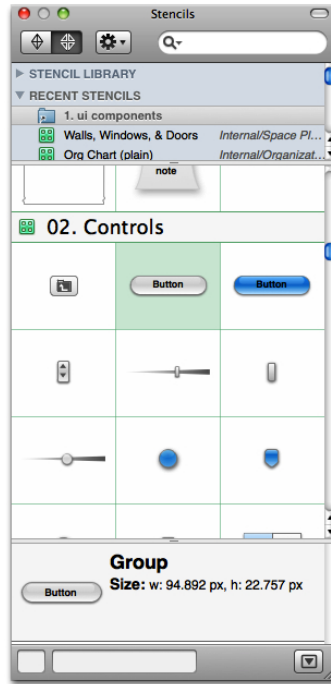 Stencils
STENCIL LIBRARY
RECENT STENCILS
1. ui components
Walls, Windows, & Doors Internal/Space Pl...
Org Chart (plain) Internal/Organizat...
note
02. Controls
Button Button
Group
Button Size: w: 94.892 px, h: 22.757 px